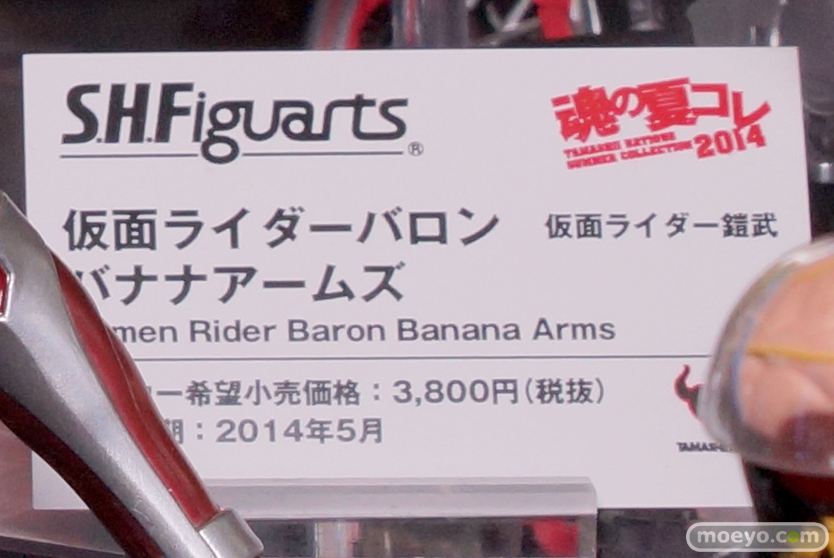 S.H.Figuarts®
魂の夏コレ
TAMASHII NATIONS
SUMMER COLLECTION 2014
仮面ライダーバロン
仮面ライダー鎧武
バナナアームズ
men Rider Baron Banana Arms
ー希望小売価格：3,800円（税抜）
期：2014年5月
moeyo.com